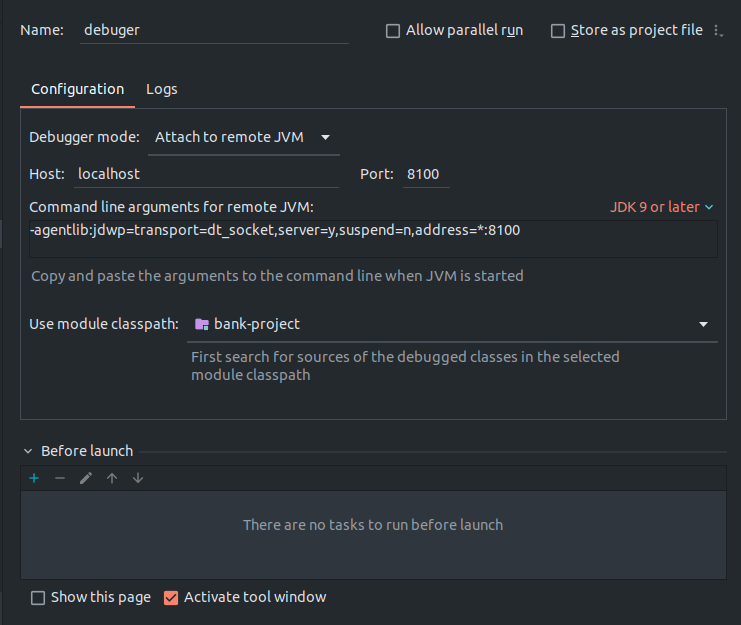 Name: debuger Allow parallel run Store as project file
Configuration Logs
Debugger mode: Attach to remote JVM
Host: localhost Port: 8100
Command line arguments for remote JVM: JDK 9 or later
-agentlib:jdwp=transport=dt_socket,server=y,suspend=n,address=*:8100
Copy and paste the arguments to the command line when JVM is started
Use module classpath: bank-project
First search for sources of the debugged classes in the selected
module classpath
Before launch
There are no tasks to run before launch
Show this page Activate tool window